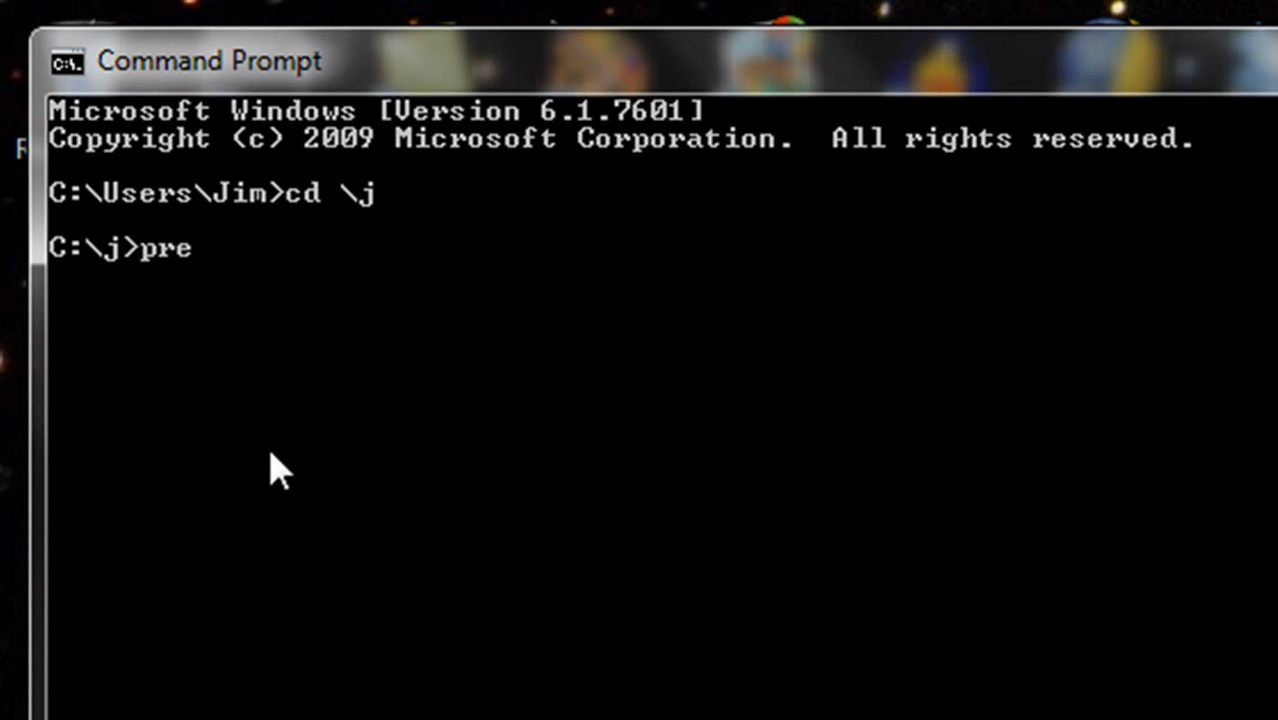 Command Prompt
Microsoft Windows [Version 6.1.7601]
Copyright (c) 2009 Microsoft Corporation.  All rights reserved.
R
C:\Users\Jim>cd \j
C:\j>pre